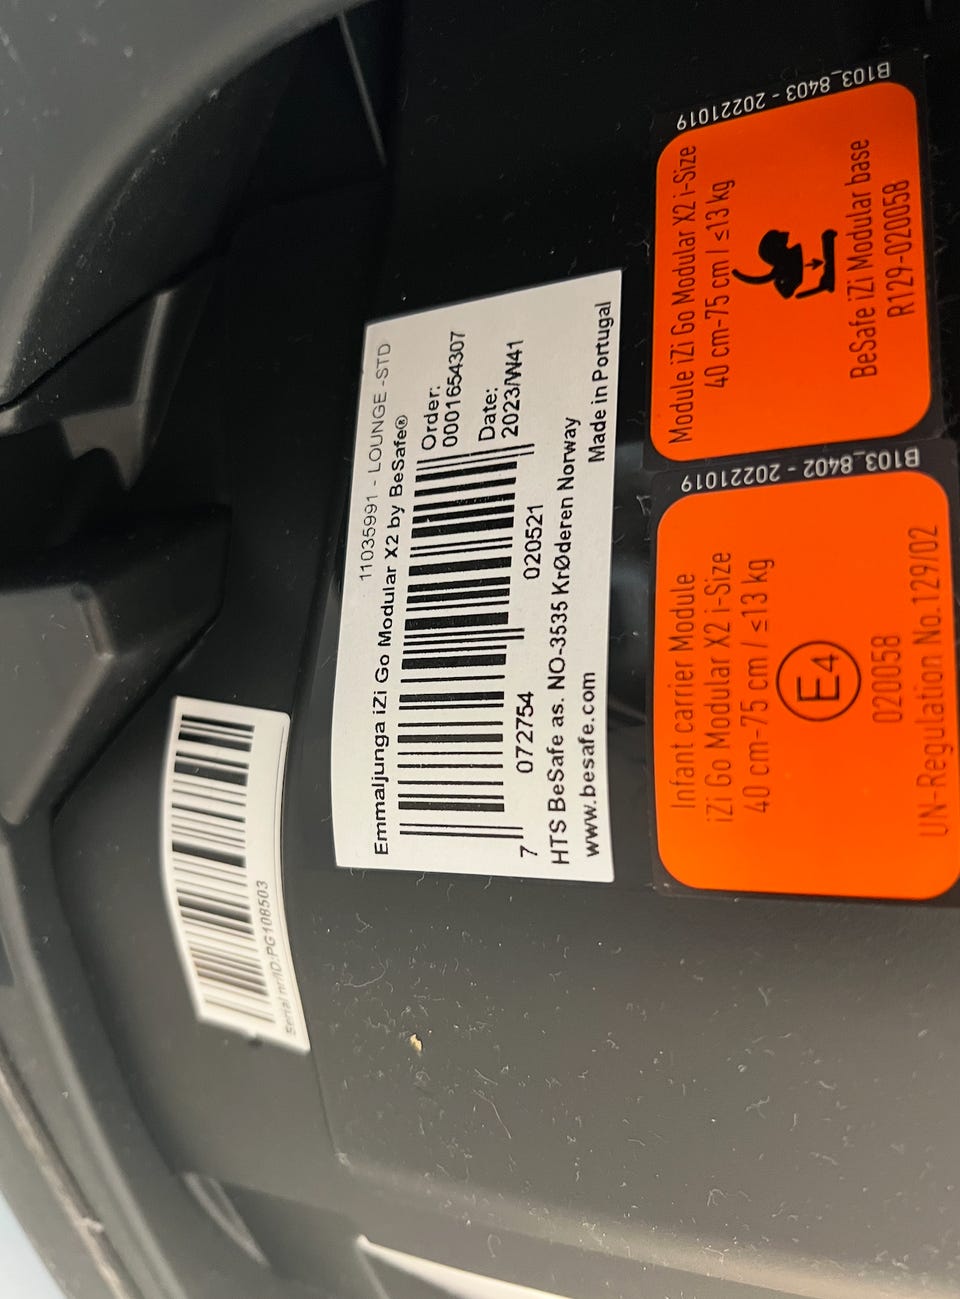 Serial nr/ID:PG108503
11035991 - LOUNGE -STD
Emmaljunga iZi Go Modular X2 by BeSafe®
Order:
0001654307
Date:
2023/W41
7 072754 020521
HTS BeSafe as. NO-3535 KrØderen Norway
www.besafe.com Made in Portugal
B103_8402 - 20221019
Infant carrier Module
iZi Go Modular X2 i-Size
40 cm-75 cm / ≤13 kg
E4
020058
UN-Regulation No.129/02
B103_8403 - 20221019
Module iZi Go Modular X2 i-Size
40 cm-75 cm / ≤13 kg
BeSafe iZi Modular base
R129-020058